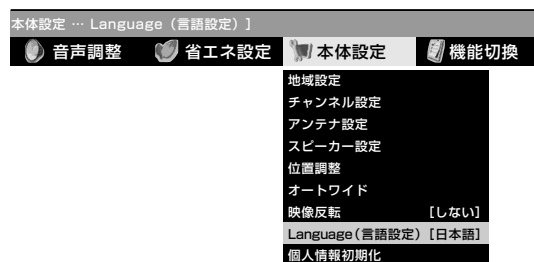 本体設定 … Language（言語設定）]
音声調整 省エネ設定 本体設定 機能切換
地域設定
チャンネル設定
アンテナ設定
スピーカー設定
位置調整
オートワイド
映像反転 [しない]
Language（言語設定） [日本語]
個人情報初期化